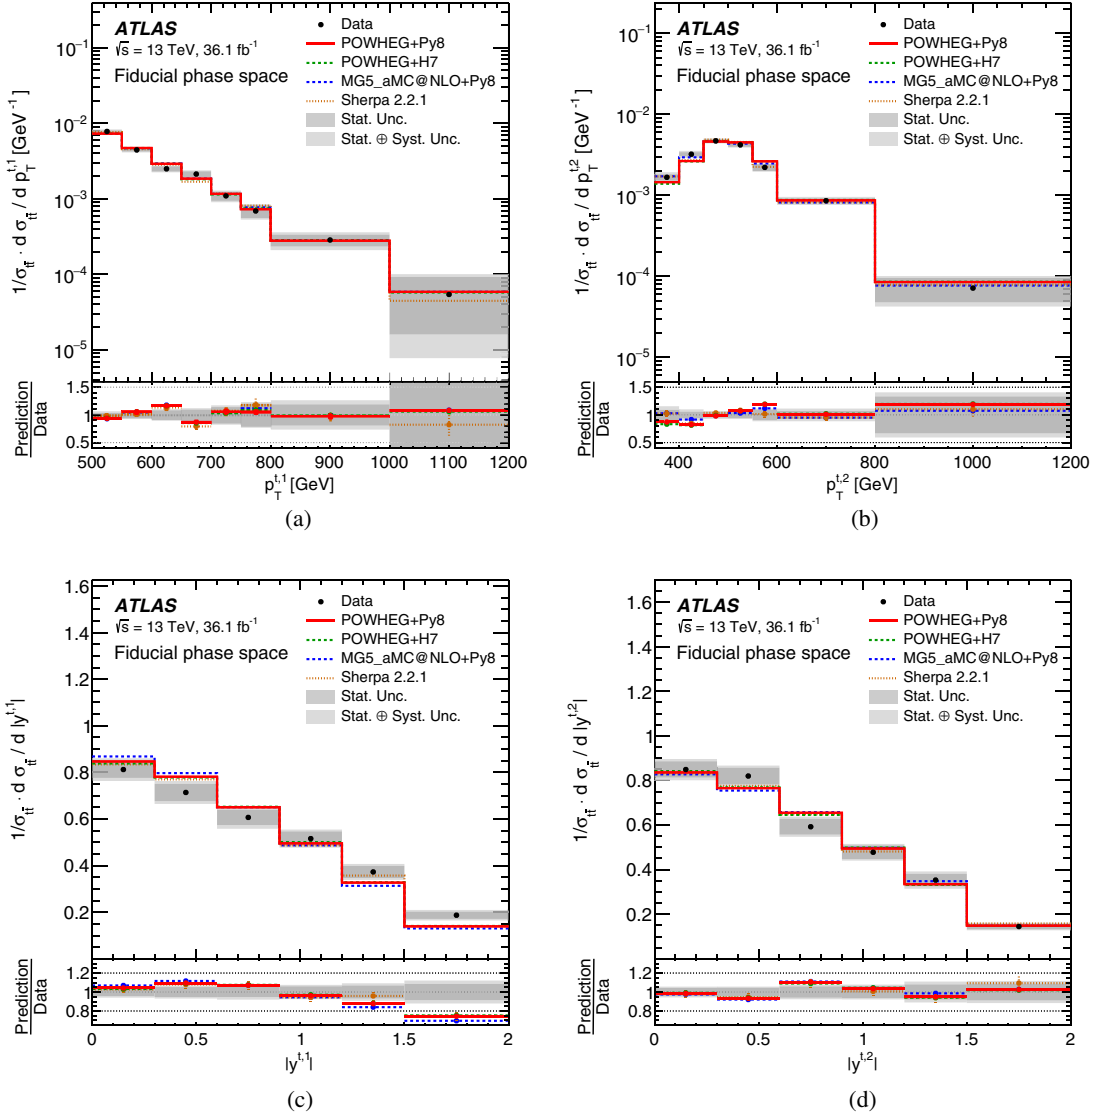 ATLAS
√s = 13 TeV, 36.1 fb⁻¹
Fiducial phase space
Data
POWHEG+Py8
POWHEG+H7
MG5_aMC@NLO+Py8
Sherpa 2.2.1
Stat. Unc.
Stat. ⊕ Syst. Unc.
1/σ_tt̄ · d σ_tt̄ / d p_T^t,1 [GeV⁻¹]
10⁻¹
10⁻²
10⁻³
10⁻⁴
10⁻⁵
Prediction
Data
1.5
1
0.5
500 600 700 800 900 1000 1100 1200
p_T^t,1 [GeV]
(a)
ATLAS
√s = 13 TeV, 36.1 fb⁻¹
Fiducial phase space
Data
POWHEG+Py8
POWHEG+H7
MG5_aMC@NLO+Py8
Sherpa 2.2.1
Stat. Unc.
Stat. ⊕ Syst. Unc.
1/σ_tt̄ · d σ_tt̄ / d p_T^t,2 [GeV⁻¹]
10⁻¹
10⁻²
10⁻³
10⁻⁴
10⁻⁵
Prediction
Data
1.5
1
0.5
400 600 800 1000 1200
p_T^t,2 [GeV]
(b)
ATLAS
√s = 13 TeV, 36.1 fb⁻¹
Fiducial phase space
Data
POWHEG+Py8
POWHEG+H7
MG5_aMC@NLO+Py8
Sherpa 2.2.1
Stat. Unc.
Stat. ⊕ Syst. Unc.
1/σ_tt̄ · d σ_tt̄ / d |y^t,1|
1.6
1.4
1.2
1
0.8
0.6
0.4
0.2
Prediction
Data
1.2
1
0.8
0 0.5 1 1.5 2
|y^t,1|
(c)
ATLAS
√s = 13 TeV, 36.1 fb⁻¹
Fiducial phase space
Data
POWHEG+Py8
POWHEG+H7
MG5_aMC@NLO+Py8
Sherpa 2.2.1
Stat. Unc.
Stat. ⊕ Syst. Unc.
1/σ_tt̄ · d σ_tt̄ / d |y^t,2|
1.6
1.4
1.2
1
0.8
0.6
0.4
0.2
Prediction
Data
1.2
1
0.8
0 0.5 1 1.5 2
|y^t,2|
(d)